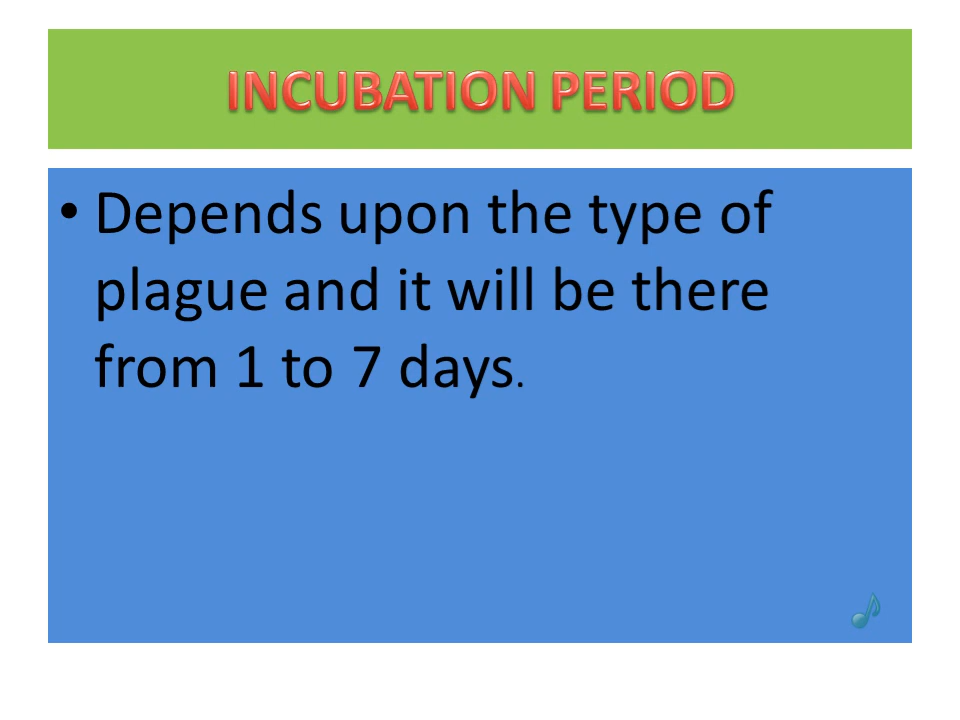 INCUBATION PERIOD
• Depends upon the type of
plague and it will be there
from 1 to 7 days.